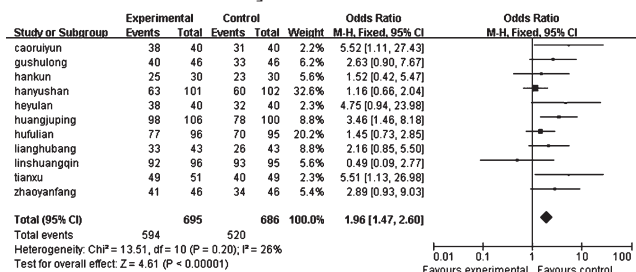 Experimental Control Odds Ratio Odds Ratio
Study or Subgroup Events Total Events Total Weight M-H, Fixed, 95% CI M-H, Fixed, 95% CI
caoruiyun 38 40 31 40 2.2% 5.52 [1.11, 27.43]
gushulong 40 46 33 46 6.2% 2.63 [0.90, 7.67]
hankun 25 30 23 30 5.7% 1.52 [0.42, 5.47]
hanyushan 63 101 60 102 32.6% 1.16 [0.66, 2.04]
heyulan 38 40 32 40 2.4% 4.75 [0.94, 23.98]
huangjuping 98 106 78 100 8.8% 3.46 [1.46, 8.18]
hufulian 77 96 70 95 20.2% 1.45 [0.73, 2.85]
lianghubang 33 43 26 43 8.8% 2.16 [0.85, 5.50]
linshuangqin 92 96 93 95 5.7% 0.49 [0.09, 2.77]
tianxu 49 51 40 49 2.3% 5.51 [1.13, 26.98]
zhaoyanfang 41 46 34 46 5.4% 2.89 [0.93, 9.03]
Total (95% CI) 695 686 100.0% 1.96 [1.47, 2.60]
Total events 594 520
Heterogeneity: Chi² = 13.51, df = 10 (P = 0.20); I² = 26%
Test for overall effect: Z = 4.61 (P < 0.00001)
0.01 0.1 1 10 100
Favours experimental Favours control